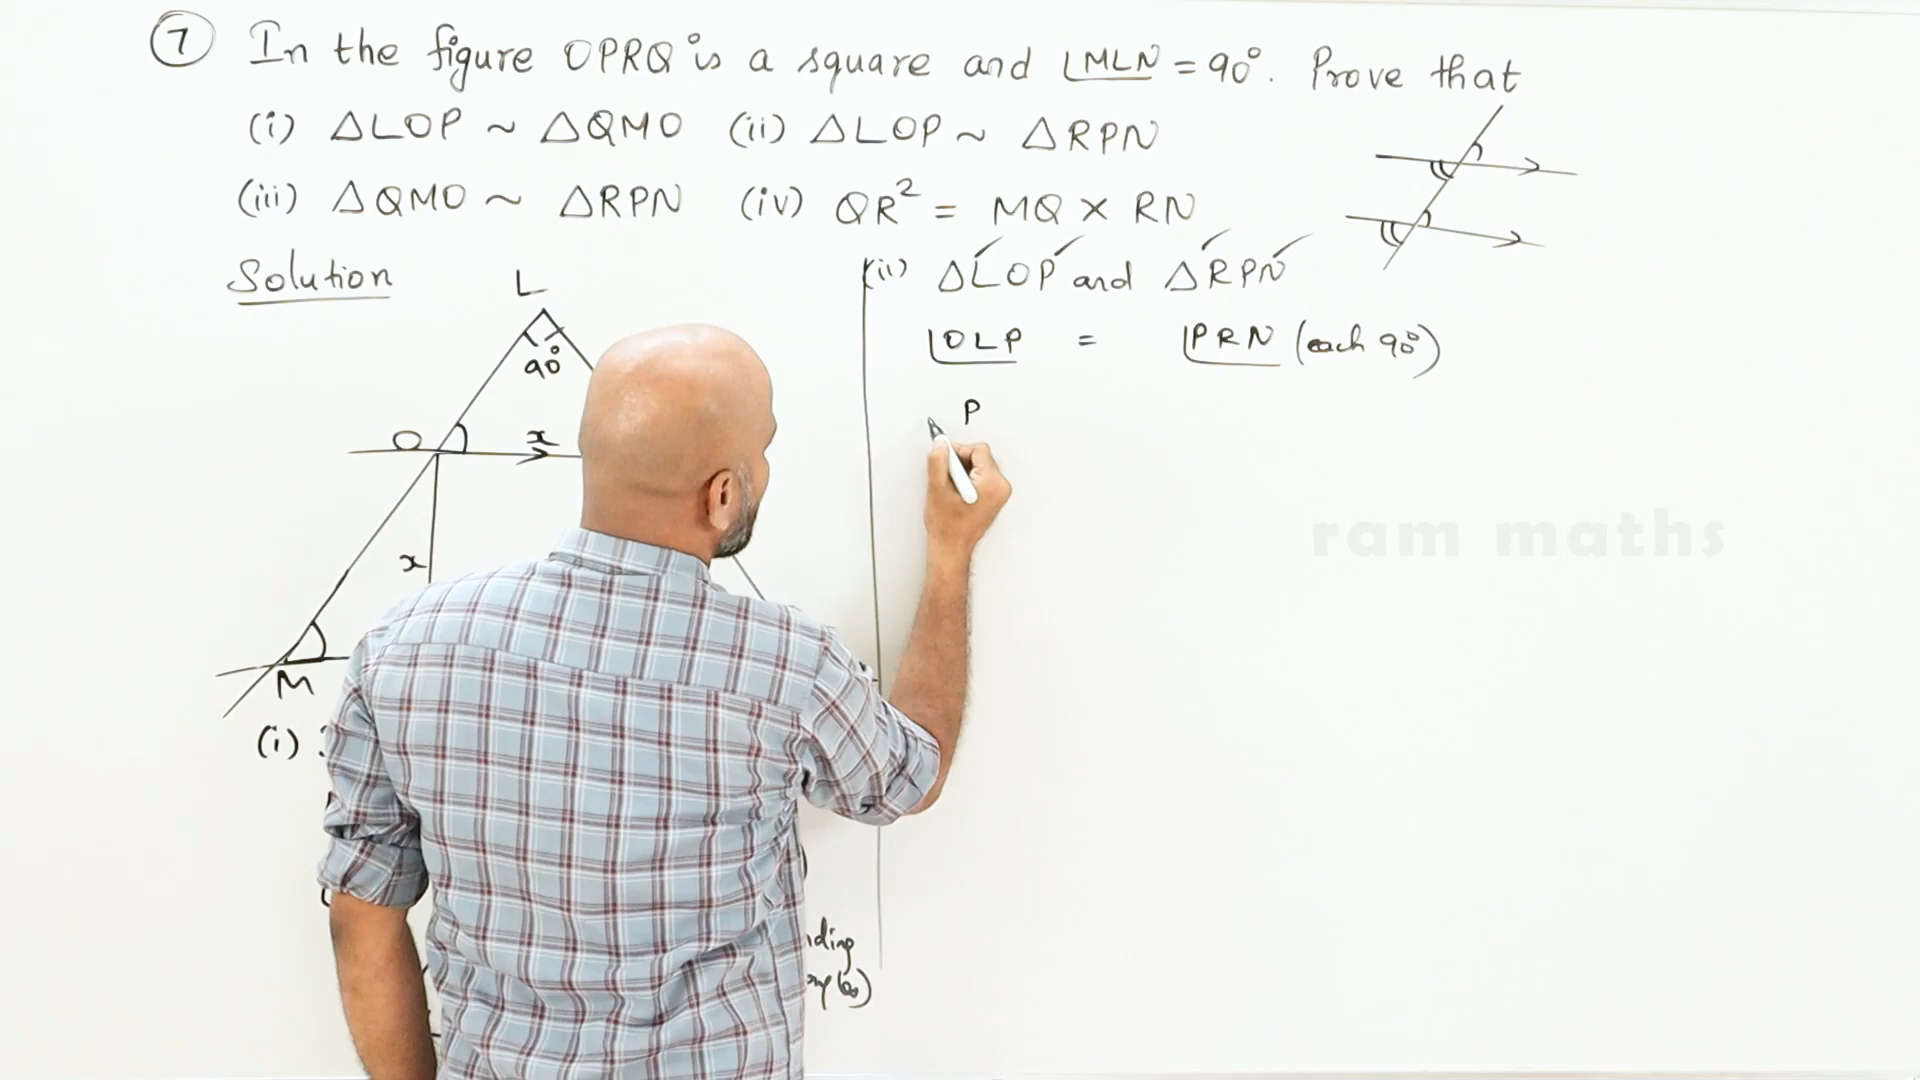 7 In the figure OPRQ is a square and ∠MLN = 90°. Prove that
(i) △LOP ~ △QMO (ii) △LOP ~ △RPN
(iii) △QMO ~ △RPN (iv) QR² = MQ × RN
Solution
L
90°
O x
x
M
(i)
nding
(ii) △LOP and △RPN
∠OLP = ∠PRN (each 90°)
P
ram maths